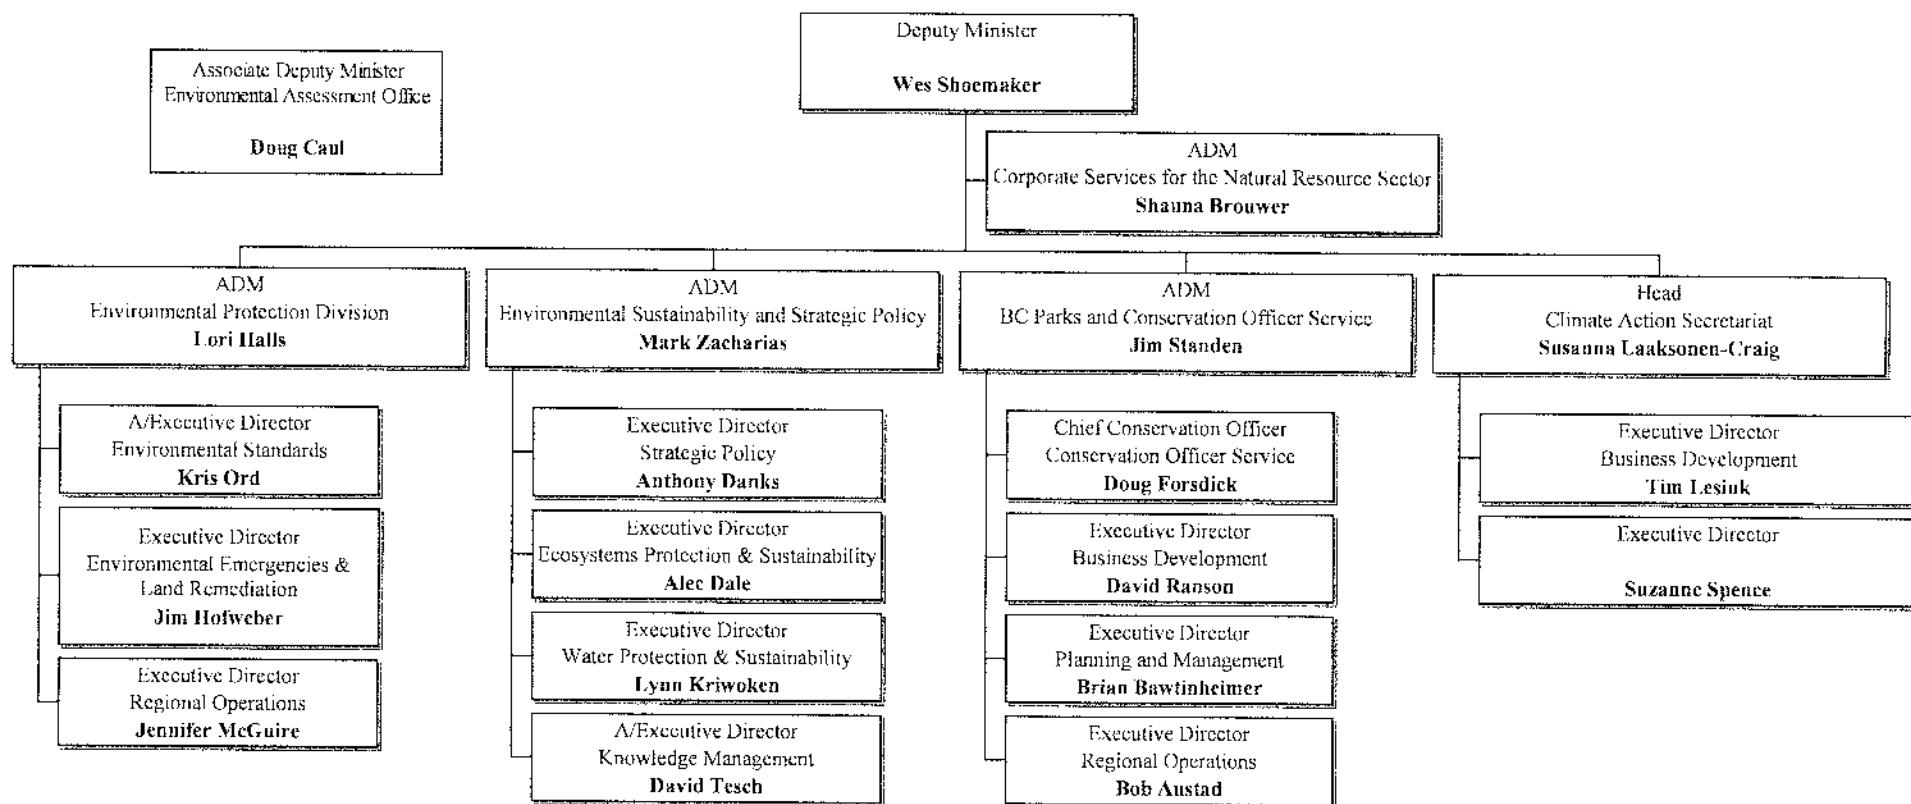 Deputy Minister
Wes Shoemaker
Associate Deputy Minister
Environmental Assessment Office
Doug Caul
ADM
Corporate Services for the Natural Resource Sector
Shauna Brouwer
ADM
Environmental Protection Division
Lori Halls
A/Executive Director
Environmental Standards
Kris Ord
Executive Director
Environmental Emergencies &
Land Remediation
Jim Hofweber
Executive Director
Regional Operations
Jennifer McGuire
ADM
Environmental Sustainability and Strategic Policy
Mark Zacharias
Executive Director
Strategic Policy
Anthony Danks
Executive Director
Ecosystems Protection & Sustainability
Alec Dale
Executive Director
Water Protection & Sustainability
Lynn Kriwoken
A/Executive Director
Knowledge Management
David Tesch
ADM
BC Parks and Conservation Officer Service
Jim Standen
Chief Conservation Officer
Conservation Officer Service
Doug Forsdick
Executive Director
Business Development
David Ranson
Executive Director
Planning and Management
Brian Bawtinheimer
Executive Director
Regional Operations
Bob Austad
Head
Climate Action Secretariat
Susanna Laaksonen-Craig
Executive Director
Business Development
Tim Lesiuk
Executive Director
Suzanne Spence